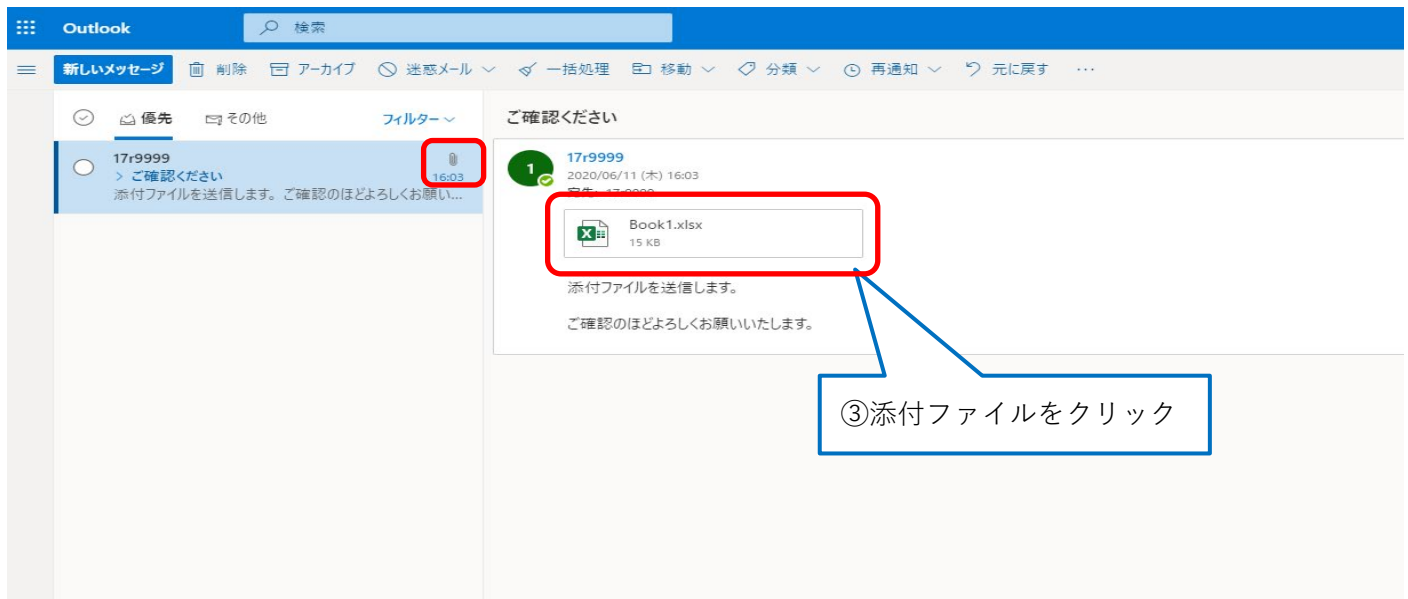 Outlook
検索
新しいメッセージ 削除 アーカイブ 迷惑メール 一括処理 移動 分類 再通知 元に戻す ...
優先 その他 フィルター
17r9999
> ご確認ください 16:03
添付ファイルを送信します。ご確認のほどよろしくお願い...
ご確認ください
1
17r9999
2020/06/11 (木) 16:03
宛先: 17r9999
Book1.xlsx
15 KB
添付ファイルを送信します。
ご確認のほどよろしくお願いいたします。
③添付ファイルをクリック